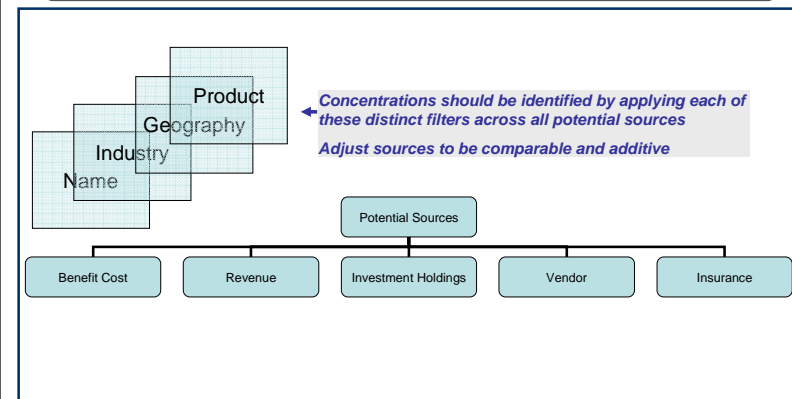 Product
Geography
Industry
Name
Concentrations should be identified by applying each of
these distinct filters across all potential sources
Adjust sources to be comparable and additive
Potential Sources
Benefit Cost
Revenue
Investment Holdings
Vendor
Insurance